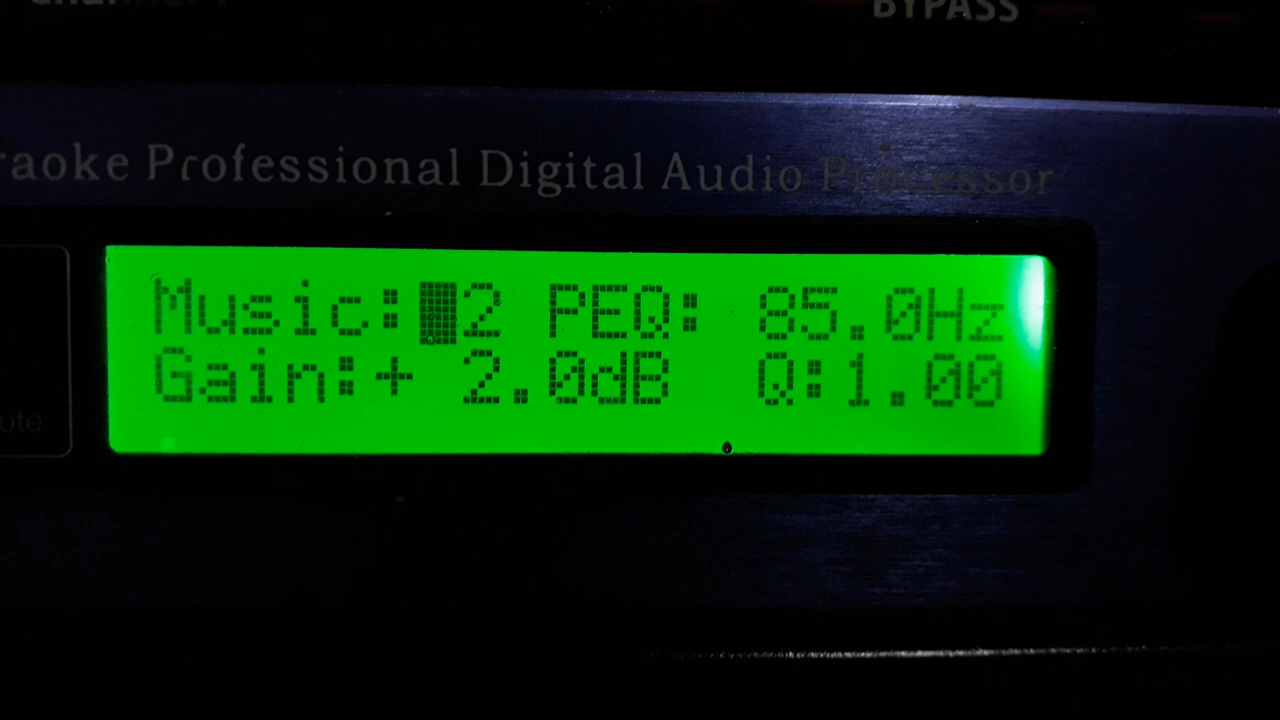 BYPASS
raoke Professional Digital Audio Processor
Music: 2 PEQ: 85.0Hz
Gain:+ 2.0dB Q:1.00
ote